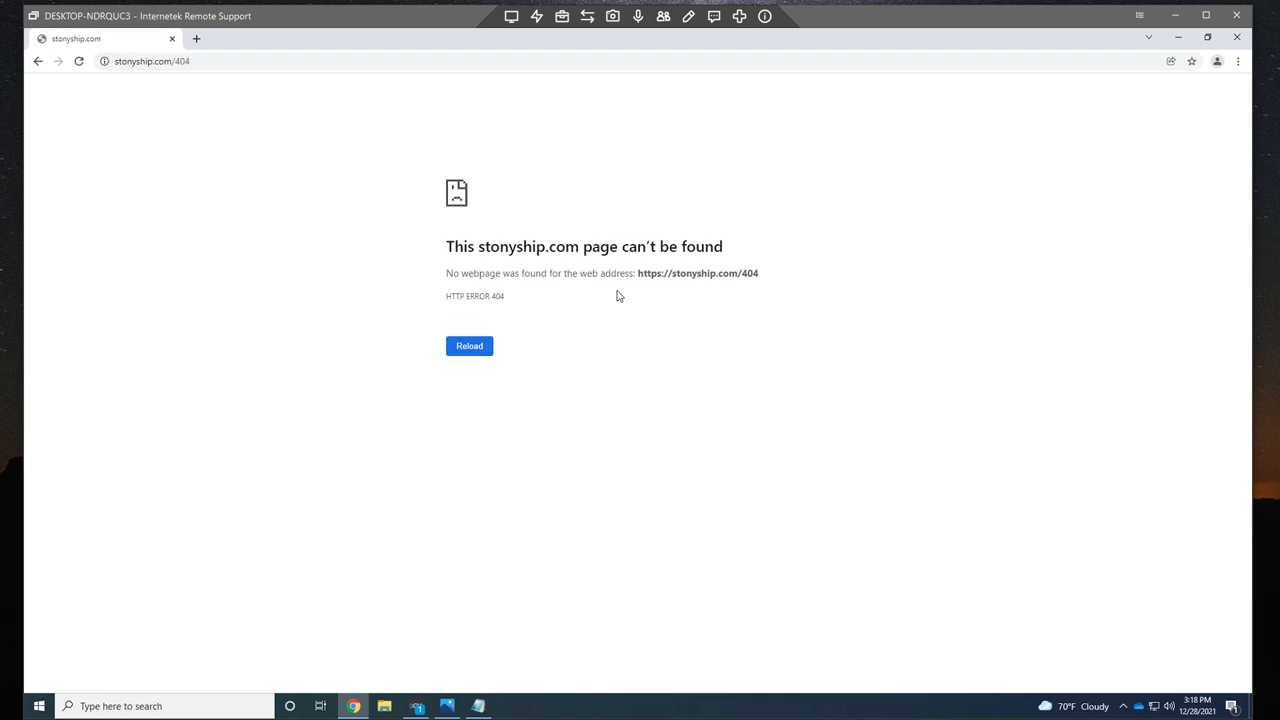 DESKTOP-NDRQUC3 - Internetek Remote Support
stonyship.com
stonyship.com/404
This stonyship.com page can't be found
No webpage was found for the web address: https://stonyship.com/404
HTTP ERROR 404
Reload
Type here to search
70°F Cloudy
3:18 PM
12/28/2021